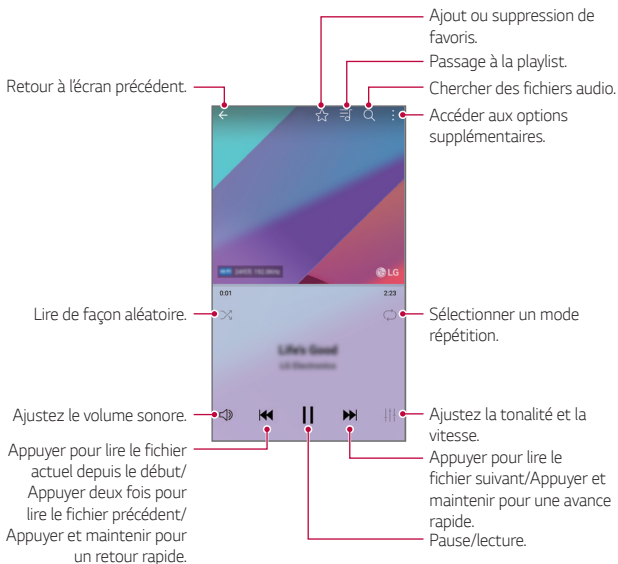 Ajout ou suppression de
favoris.
Passage à la playlist.
Chercher des fichiers audio.
Accéder aux options
supplémentaires.
Retour à l'écran précédent.
LG
0:01
2:23
Lire de façon aléatoire.
Sélectionner un mode
répétition.
Life's Good
LG Electronics
Ajustez le volume sonore.
Ajustez la tonalité et la
vitesse.
Appuyer pour lire le fichier
actuel depuis le début/
Appuyer deux fois pour
lire le fichier précédent/
Appuyer et maintenir pour
un retour rapide.
Appuyer pour lire le
fichier suivant/Appuyer et
maintenir pour une avance
rapide.
Pause/lecture.